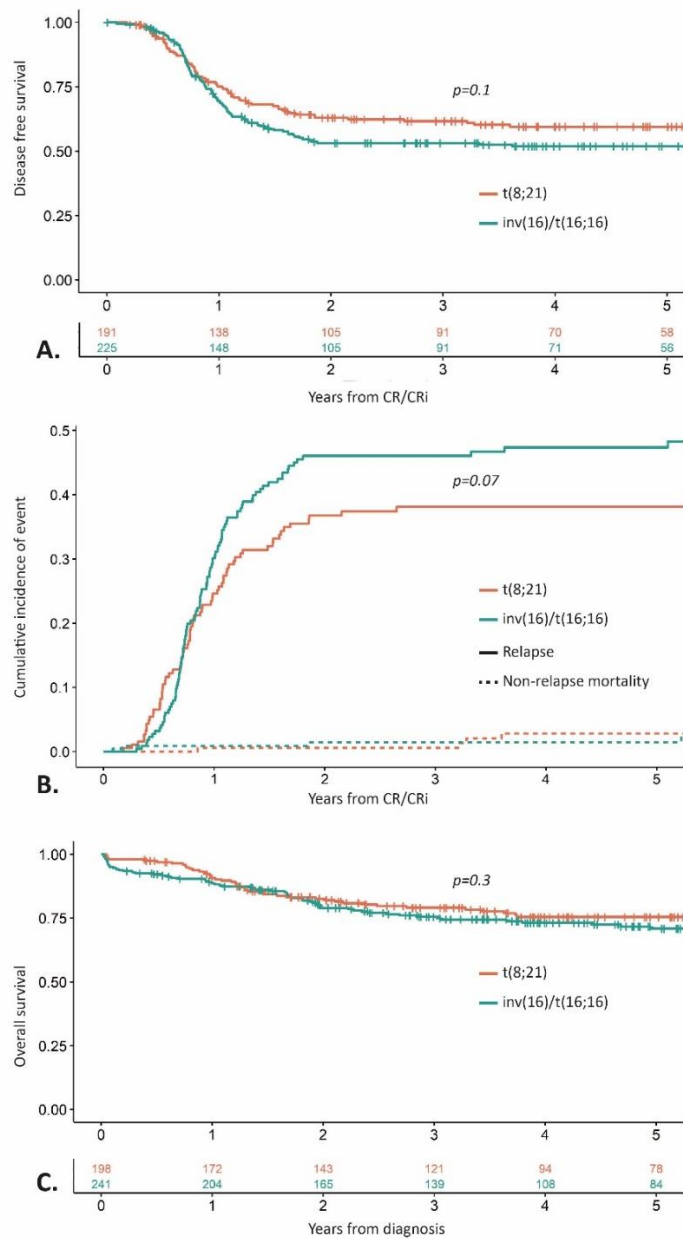 1.00
0.75
0.50
0.25
0.00
Disease free survival
p=0.1
t(8;21)
inv(16)/t(16;16)
0 1 2 3 4 5
191 138 105 91 70 58
225 148 105 91 71 56
A.
0 1 2 3 4 5
Years from CR/CRi
0.5
0.4
0.3
0.2
0.1
0.0
Cumulative incidence of event
p=0.07
t(8;21)
inv(16)/t(16;16)
Relapse
Non-relapse mortality
0 1 2 3 4 5
B.
Years from CR/CRi
1.00
0.75
0.50
0.25
0.00
Overall survival
p=0.3
t(8;21)
inv(16)/t(16;16)
0 1 2 3 4 5
198 172 143 121 94 78
241 204 165 139 108 84
C.
0 1 2 3 4 5
Years from diagnosis